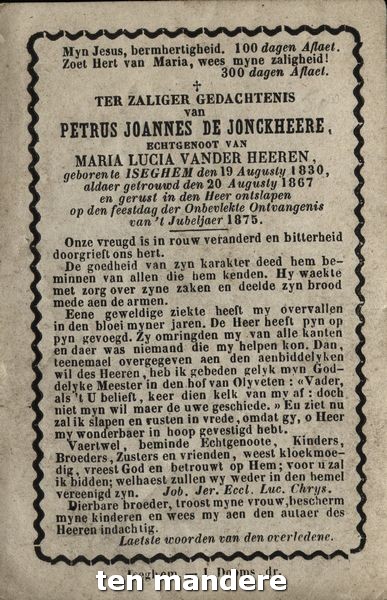 Myn Jesus, bermhertigheid. 100 dagen Aflaet.
Zoet Hert van Maria, wees myne zaligheid!
300 dagen Aflaet.
✝
TER ZALIGER GEDACHTENIS
van
PETRUS JOANNES DE JONCKHEERE,
ECHTGENOOT VAN
MARIA LUCIA VANDER HEEREN,
geboren te ISEGHEM den 19 Augusty 1830,
aldaer getrouwd den 20 Augusty 1867
en gerust in den Heer ontslapen
op den feestdag der Onbevlekte Ontvangenis
van 't Jubeljaer 1875.
Onze vreugd is in rouw veranderd en bitterheid
doorgrieft ons hert.
De goedheid van zyn karakter deed hem be-
minnen van allen die hem kenden. Hy waekte
met zorg over zyne zaken en deelde zyn brood
mede aen de armen.
Eene geweldige ziekte heeft my overvallen
in den bloei myner jaren. De Heer heeft pyn op
pyn gevoegd. Zy omringden my van alle kanten
en daer was niemand die my helpen kon. Dan,
teenemael overgegeven aen den aenbiddelyken
wil des Heeren, heb ik gebeden gelyk myn God-
delyke Meester in den hof van Olyveten : «Vader,
als 't U belieft, keer dien kelk van my af : doch
niet myn wil maer de uwe geschiede. » En ziet nu
zal ik slapen en rusten in vrede, omdat gy, o Heer
my wonderbaer in hoop gevestigd hebt.
Vaertwel, beminde Echtgenoote, Kinders,
Broeders, Zusters en vrienden, weest kloekmoe-
dig, vreest God en betrouwt op Hem; voor u zal
ik bidden; welhaest zullen wy weder in den hemel
vereenigd zyn. Job. Jer. Eccl. Luc. Chrys.
Dierbare broeder, troost myne vrouw, bescherm
myne kinderen en wees my aen den autaer des
Heeren indachtig.
Laetste woorden van den overledene.
Iseghem
dr.
ten mandere